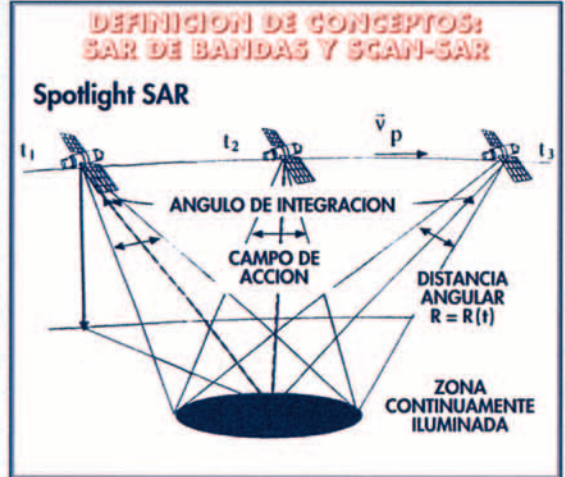 DEFINICION DE CONCEPTOS:
SAR DE BANDAS Y SCAN-SAR
Spotlight SAR
t1
t2
v p
t3
ANGULO DE INTEGRACION
CAMPO DE
ACCION
DISTANCIA
ANGULAR
R = R(t)
ZONA
CONTINUAMENTE
ILUMINADA